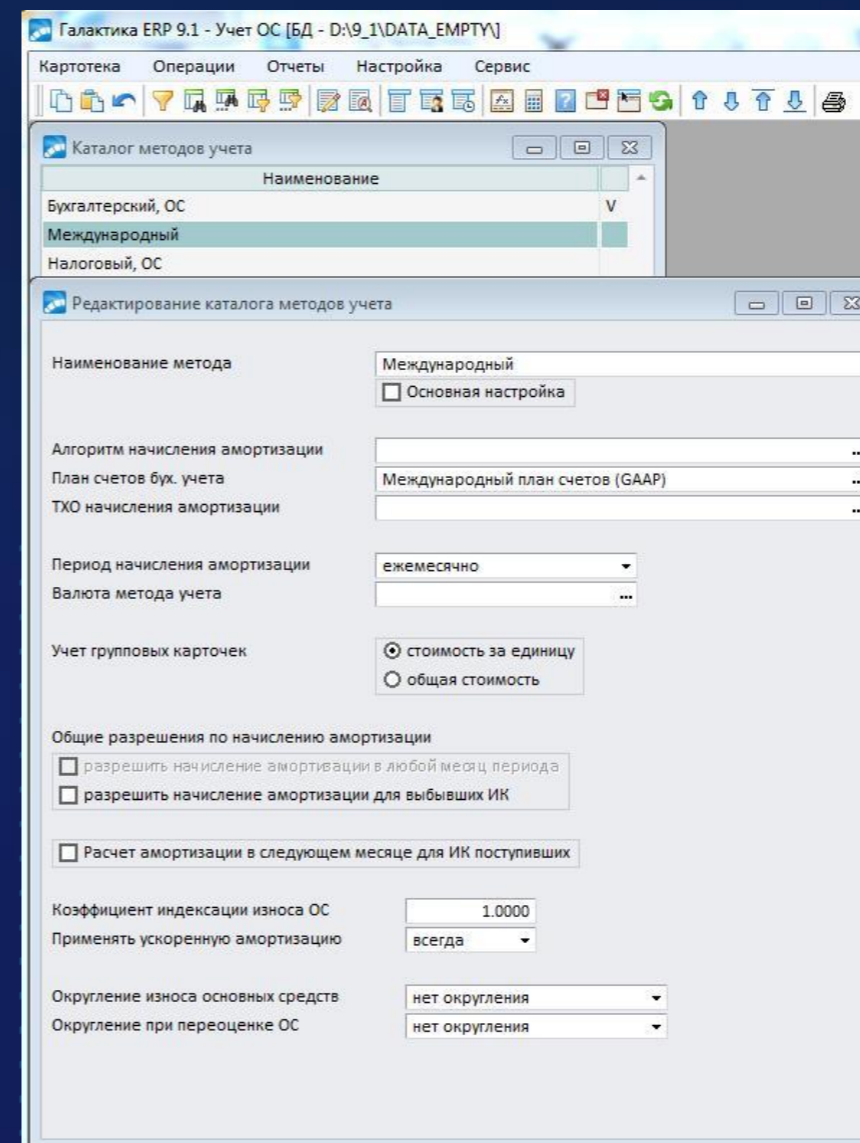 Галактика ERP 9.1 - Учет ОС [БД - D:\9_1\DATA_EMPTY\]
Картотека Операции Отчеты Настройка Сервис
Каталог методов учета
Наименование
Бухгалтерский, ОС V
Международный
Налоговый, ОС
Редактирование каталога методов учета
Наименование метода Международный
Основная настройка
Алгоритм начисления амортизации ...
План счетов бух. учета Международный план счетов (GAAP) ...
ТХО начисления амортизации ...
Период начисления амортизации ежемесячно
Валюта метода учета ...
Учет групповых карточек стоимость за единицу
общая стоимость
Общие разрешения по начислению амортизации
разрешить начисление амортизации в любой месяц периода
разрешить начисление амортизации для выбывших ИК
Расчет амортизации в следующем месяце для ИК поступивших
Коэффициент индексации износа ОС 1.0000
Применять ускоренную амортизацию всегда
Округление износа основных средств нет округления
Округление при переоценке ОС нет округления